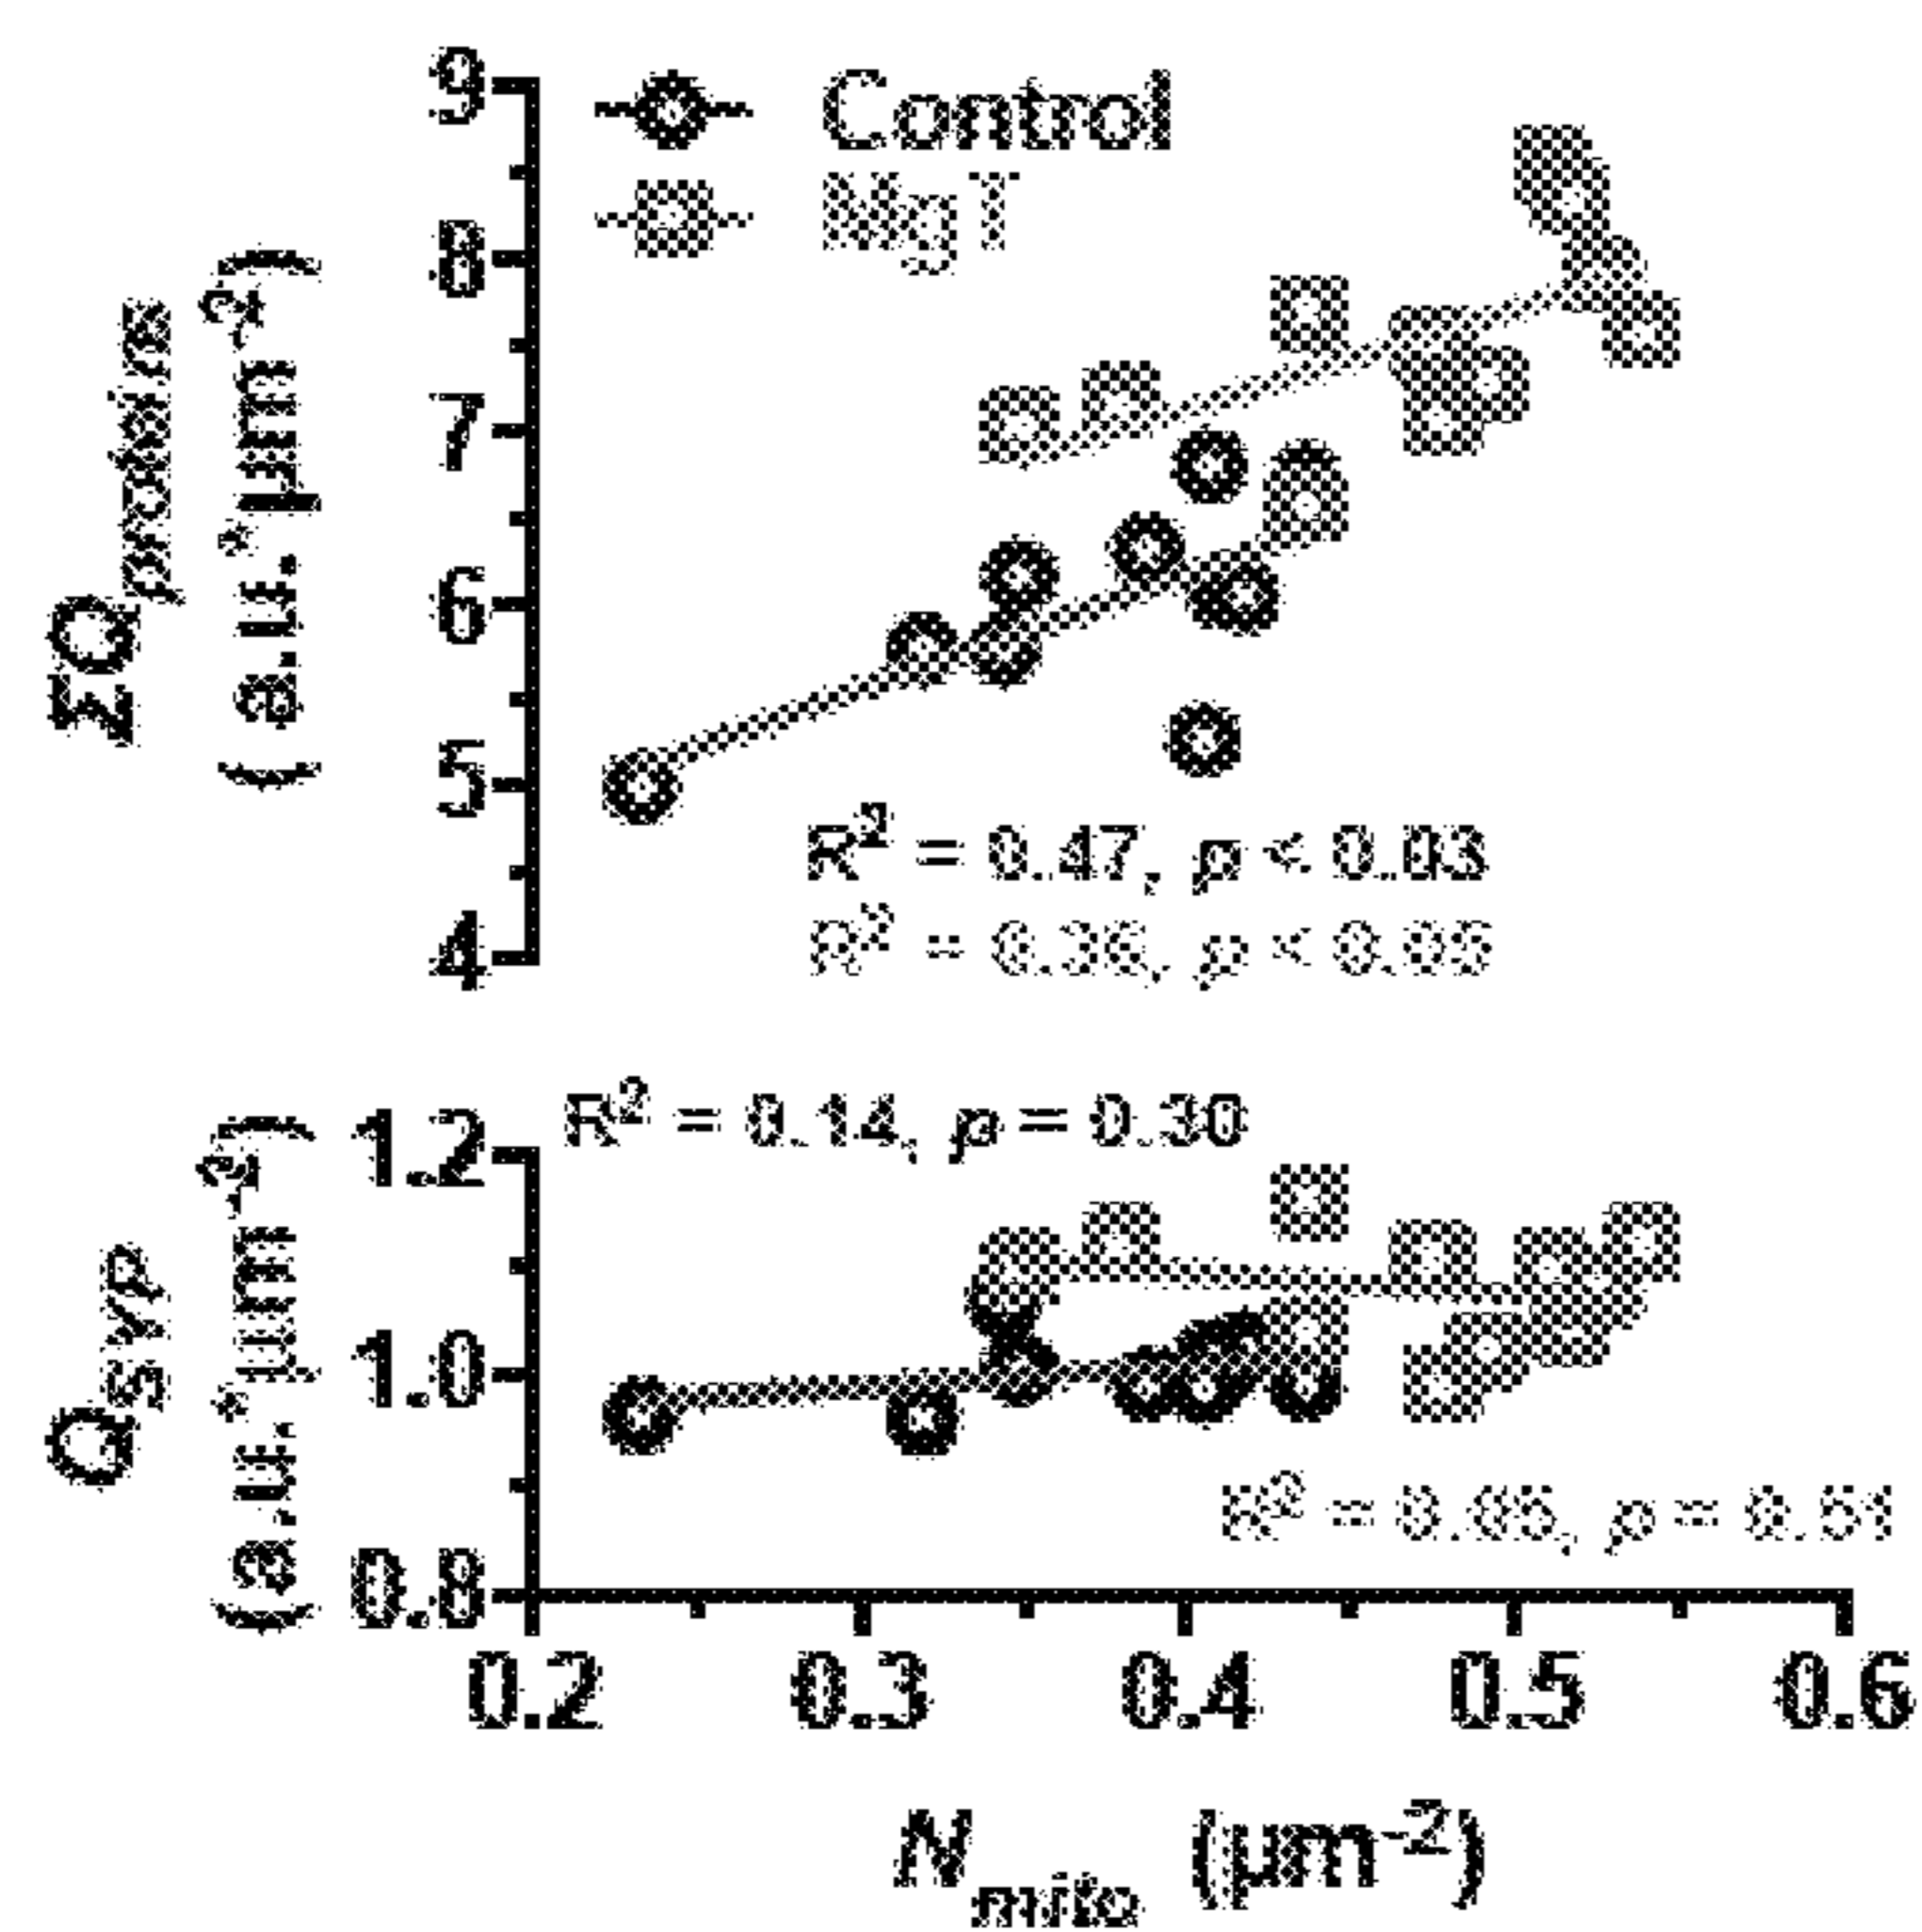 9
Control
MgT
8
7
6
5
4
ΣQproteins
(a.u.*μm⁻²)
R² = 0.47, p < 0.03
R² = 0.36, p < 0.05
R² = 0.14, p = 0.30
1.2
1.0
0.8
Qsyp
(a.u.*μm⁻²)
R² = 0.05, p = 0.51
0.2 0.3 0.4 0.5 0.6
Nmito (μm⁻²)